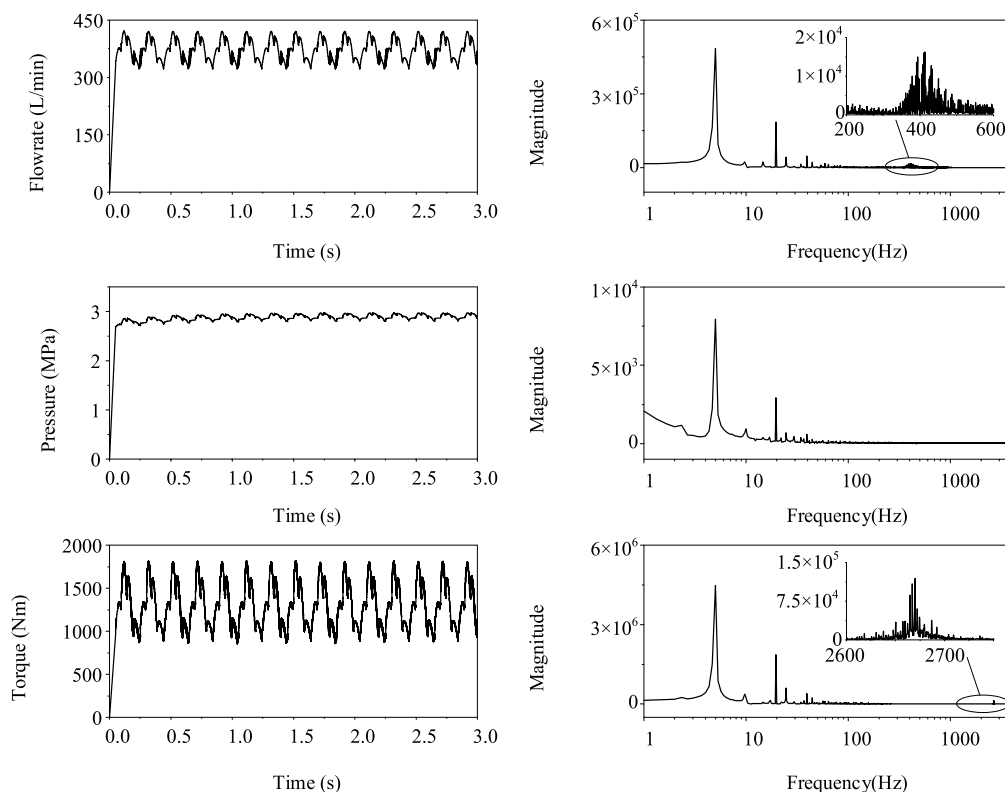 450
300
150
0
Flowrate (L/min)
0.0 0.5 1.0 1.5 2.0 2.5 3.0
Time (s)
6×10⁵
3×10⁵
0
Magnitude
2×10⁴
1×10⁴
0
200 400 600
1 10 100 1000
Frequency(Hz)
3
2
1
0
Pressure (MPa)
0.0 0.5 1.0 1.5 2.0 2.5 3.0
Time (s)
1×10⁴
5×10³
0
Magnitude
1 10 100 1000
Frequency(Hz)
2000
1500
1000
500
0
Torque (Nm)
0.0 0.5 1.0 1.5 2.0 2.5 3.0
Time (s)
6×10⁶
3×10⁶
0
Magnitude
1.5×10⁵
7.5×10⁴
0
2600 2700
1 10 100 1000
Frequency(Hz)